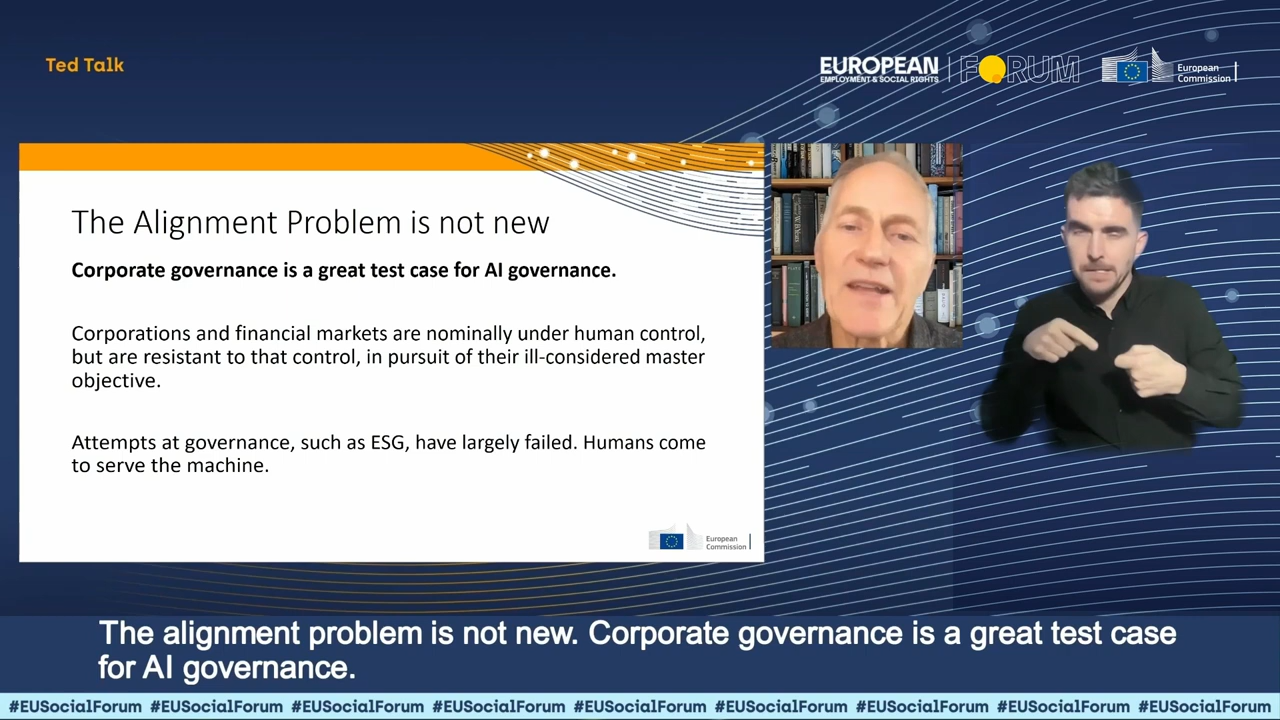 Ted Talk
EUROPEAN
EMPLOYMENT & SOCIAL RIGHTS
FORUM
European
Commission
The Alignment Problem is not new
Corporate governance is a great test case for AI governance.
Corporations and financial markets are nominally under human control,
but are resistant to that control, in pursuit of their ill-considered master
objective.
Attempts at governance, such as ESG, have largely failed. Humans come
to serve the machine.
European
Commission
The alignment problem is not new. Corporate governance is a great test case
for AI governance.
#EUSocialForum #EUSocialForum #EUSocialForum #EUSocialForum #EUSocialForum #EUSocialForum #EUSocialForum #EUSocialForum #EUSocialForum